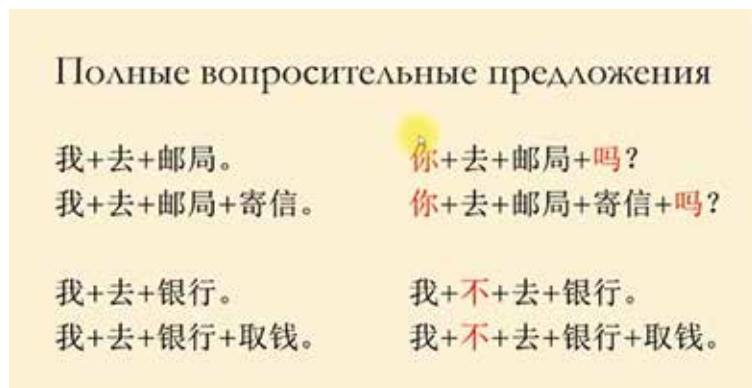 Полные вопросительные предложения
我+去+邮局。 你+去+邮局+吗?
我+去+邮局+寄信。 你+去+邮局+寄信+吗?
我+去+银行。 我+不+去+银行。
我+去+银行+取钱。 我+不+去+银行+取钱。